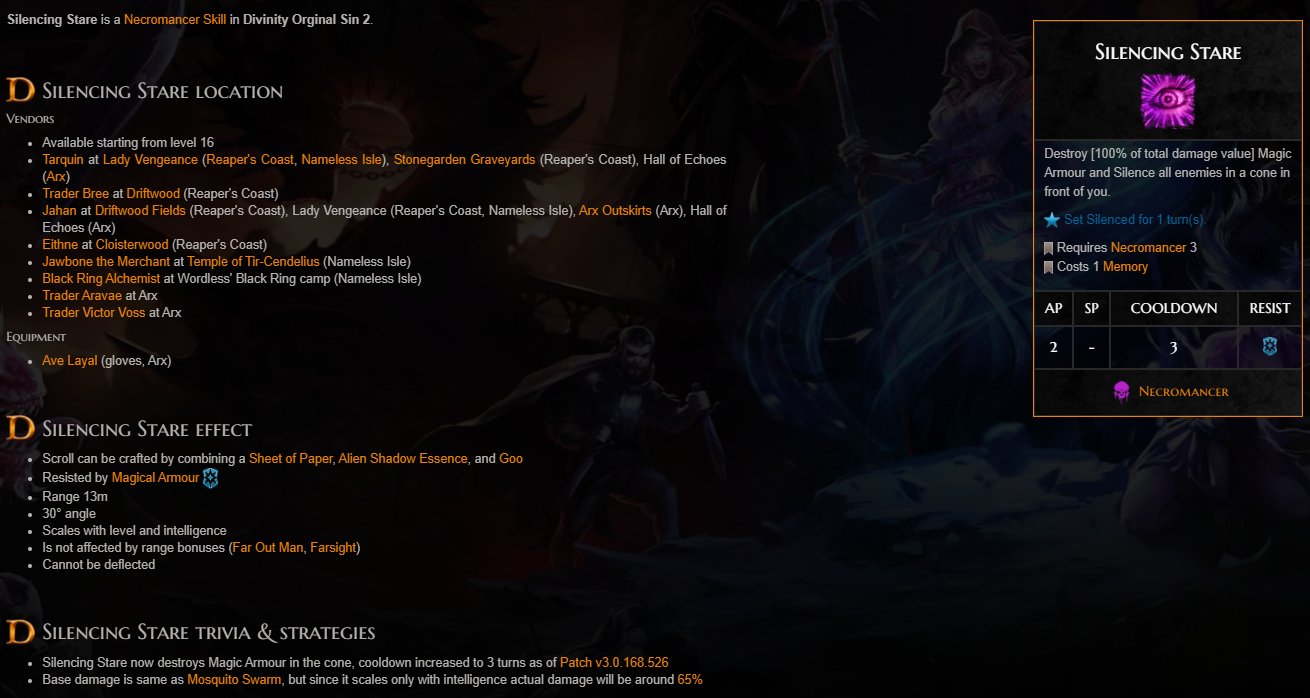 Silencing Stare is a Necromancer Skill in Divinity Orginal Sin 2.
Silencing Stare location
Vendors
Available starting from level 16
Tarquin at Lady Vengeance (Reaper's Coast, Nameless Isle), Stonegarden Graveyards (Reaper's Coast), Hall of Echoes
(Arx)
Trader Bree at Driftwood (Reaper's Coast)
Jahan at Driftwood Fields (Reaper's Coast), Lady Vengeance (Reaper's Coast, Nameless Isle), Arx Outskirts (Arx), Hall of
Echoes (Arx)
Eithne at Cloisterwood (Reaper's Coast)
Jawbone the Merchant at Temple of Tir-Cendelius (Nameless Isle)
Black Ring Alchemist at Wordless' Black Ring camp (Nameless Isle)
Trader Aravae at Arx
Trader Victor Voss at Arx
Equipment
Ave Layal (gloves, Arx)
Silencing Stare effect
Scroll can be crafted by combining a Sheet of Paper, Alien Shadow Essence, and Goo
Resisted by Magical Armour
Range 13m
30° angle
Scales with level and intelligence
Is not affected by range bonuses (Far Out Man, Farsight)
Cannot be deflected
Silencing Stare trivia & strategies
Silencing Stare now destroys Magic Armour in the cone, cooldown increased to 3 turns as of Patch v3.0.168.526
Base damage is same as Mosquito Swarm, but since it scales only with intelligence actual damage will be around 65%
Silencing Stare
Destroy [100% of total damage value] Magic
Armour and Silence all enemies in a cone in
front of you.
Set Silenced for 1 turn(s).
Requires Necromancer 3
Costs 1 Memory
AP SP COOLDOWN RESIST
2 - 3
Necromancer